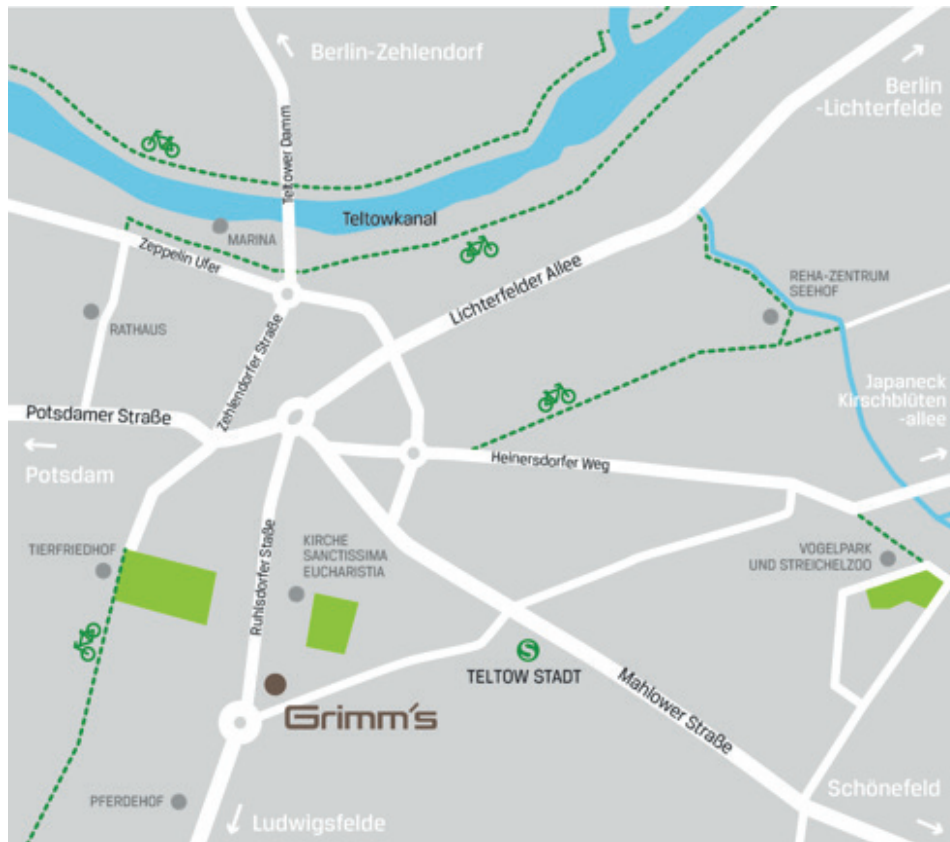 Berlin-Zehlendorf
Berlin
-Lichterfelde
Teltower Damm
Teltowkanal
MARINA
Zeppelin Ufer
Lichterfelder Allee
REHA-ZENTRUM
SEEHOF
RATHAUS
Zehlendorfer Straße
Potsdamer Straße
Japaneck
Kirschblüten
-allee
Potsdam
Heinersdorfer Weg
TIERFRIEDHOF
KIRCHE
SANCTISSIMA
EUCHARISTIA
VOGELPARK
UND STREICHELZOO
Ruhlsdorfer Staße
S
TELTOW STADT
Mahlower Straße
Grimm's
Schönefeld
PFERDEHOF
Ludwigsfelde